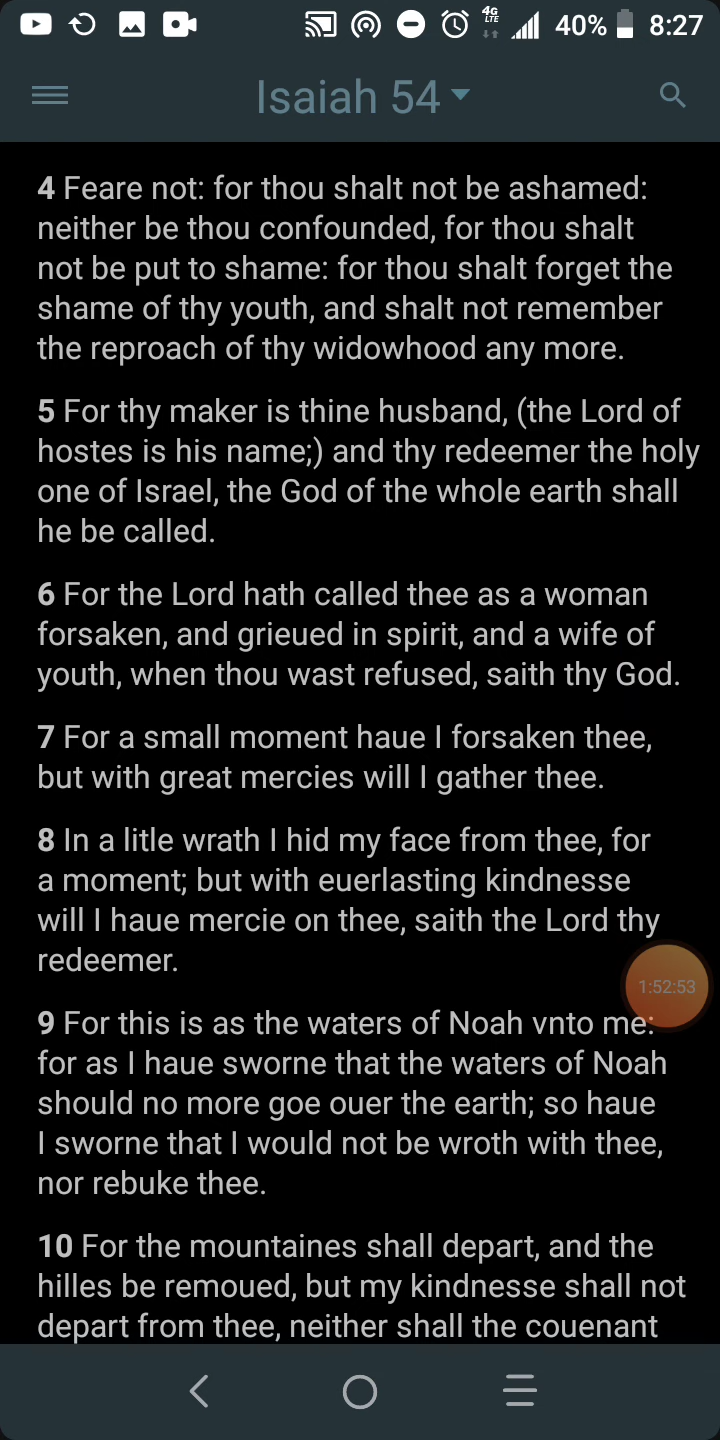 4G
LTE
40%
8:27
Isaiah 54
4 Feare not: for thou shalt not be ashamed:
neither be thou confounded, for thou shalt
not be put to shame: for thou shalt forget the
shame of thy youth, and shalt not remember
the reproach of thy widowhood any more.
5 For thy maker is thine husband, (the Lord of
hostes is his name;) and thy redeemer the holy
one of Israel, the God of the whole earth shall
he be called.
6 For the Lord hath called thee as a woman
forsaken, and grieued in spirit, and a wife of
youth, when thou wast refused, saith thy God.
7 For a small moment haue I forsaken thee,
but with great mercies will I gather thee.
8 In a litle wrath I hid my face from thee, for
a moment; but with euerlasting kindnesse
will I haue mercie on thee, saith the Lord thy
redeemer.
1:52:53
9 For this is as the waters of Noah vnto me:
for as I haue sworne that the waters of Noah
should no more goe ouer the earth; so haue
I sworne that I would not be wroth with thee,
nor rebuke thee.
10 For the mountaines shall depart, and the
hilles be remoued, but my kindnesse shall not
depart from thee, neither shall the couenant